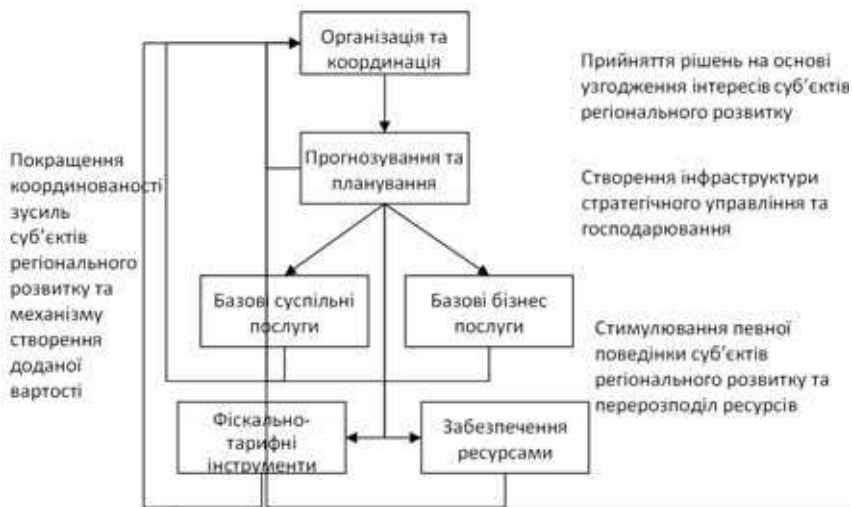 Організація та
координація
Прийняття рішень на основі
узгодження інтересів суб’єктів
регіонального розвитку
Прогнозування та
планування
Покращення
координованості
зусиль
суб’єктів
регіонального
розвитку та
механізму
створення
доданої
вартості
Створення інфраструктури
стратегічного управління та
господарювання
Базові суспільні
послуги
Базові бізнес
послуги
Стимулювання певної
поведінки суб’єктів
регіонального розвитку та
перерозподіл ресурсів
Фіскально-
тарифні
інструменти
Забезпечення
ресурсами